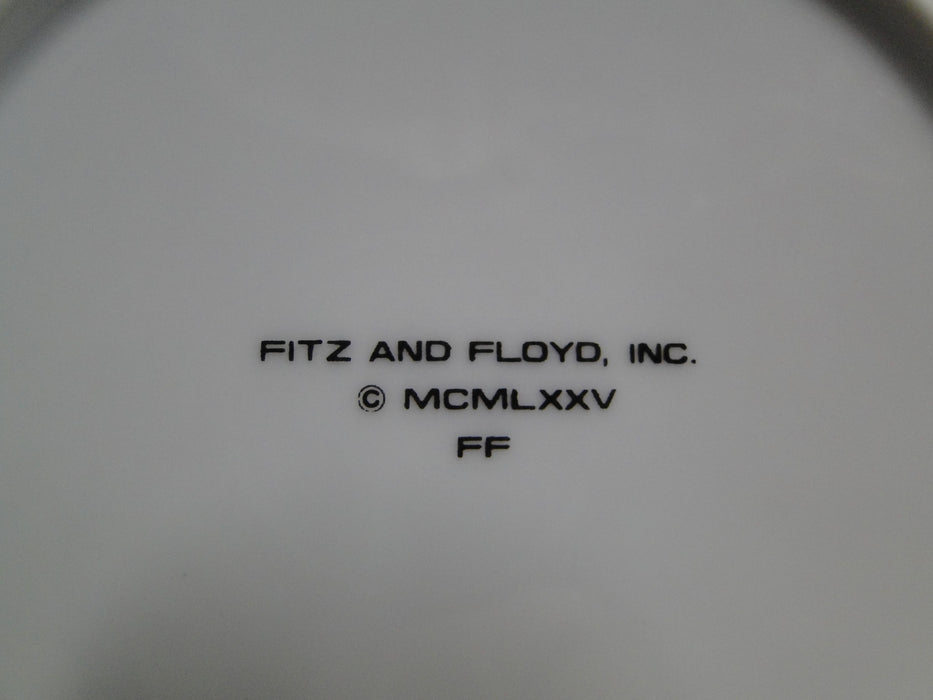 FITZ AND FLOYD, INC.
© MCMLXXV
FF